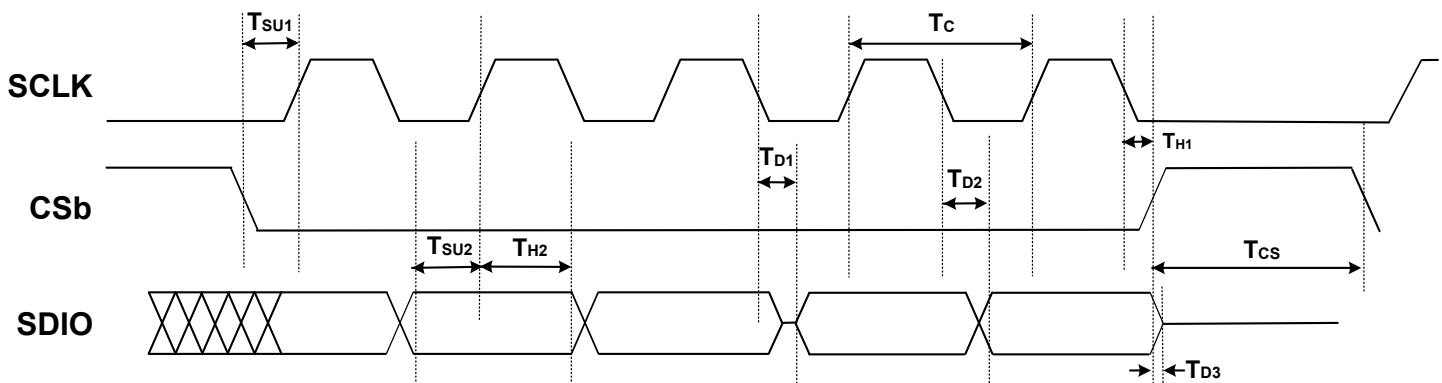 TSU1
TC
SCLK
TH1
TD1
TD2
CSb
TSU2
TH2
TCS
SDIO
TD3